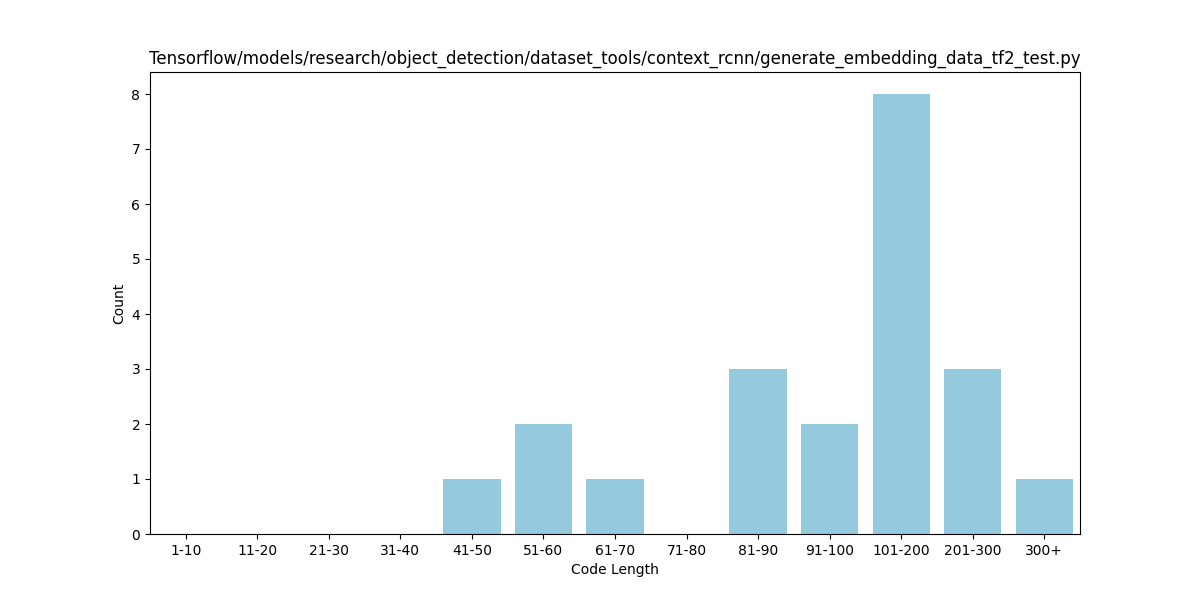 Tensorflow/models/research/object_detection/dataset_tools/context_rcnn/generate_embedding_data_tf2_test.py
Count
8
7
6
5
4
3
2
1
0
1-10 11-20 21-30 31-40 41-50 51-60 61-70 71-80 81-90 91-100 101-200 201-300 300+
Code Length